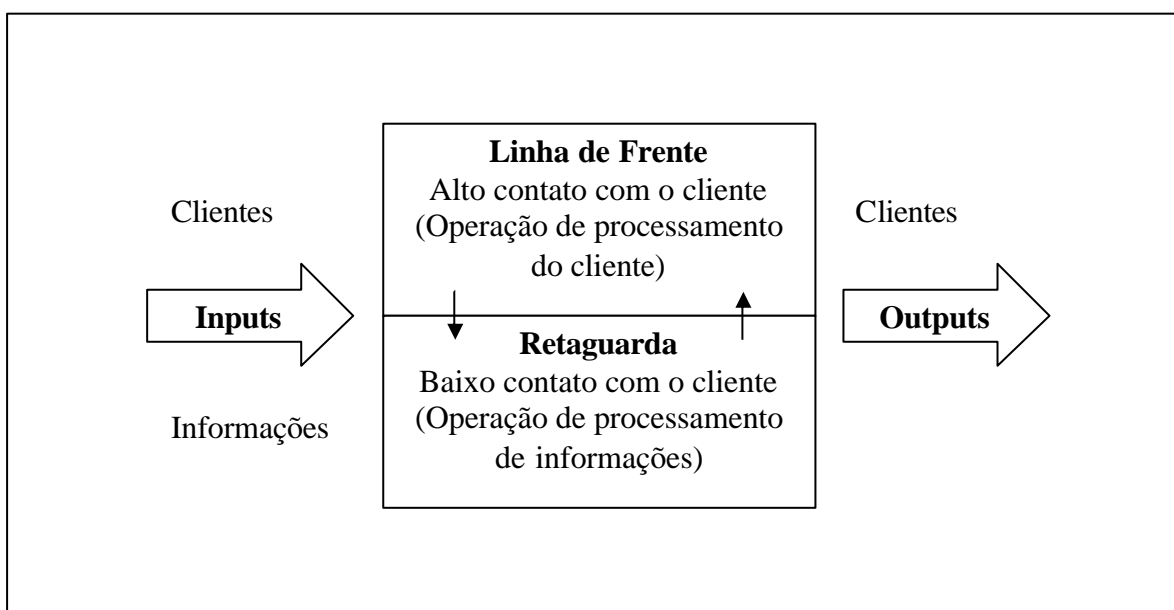 Linha de Frente
Alto contato com o cliente
(Operação de processamento
do cliente)
Clientes
Inputs
Informações
Retaguarda
Baixo contato com o cliente
(Operação de processamento
de informações)
Clientes
Outputs